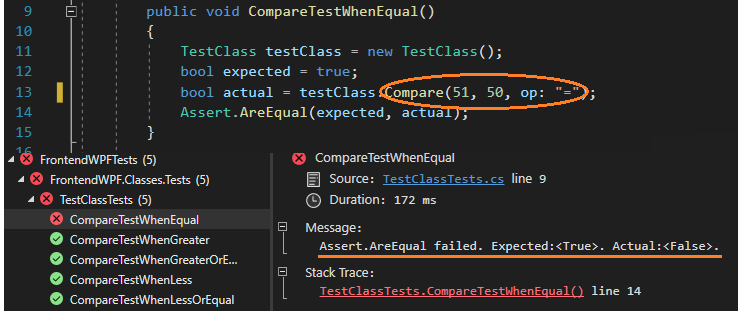 9 public void CompareTestWhenEqual()
10 {
11 TestClass testClass = new TestClass();
12 bool expected = true;
13 bool actual = testClass.Compare(51, 50, op: "=");
14 Assert.AreEqual(expected, actual);
15 }
16
FrontendWPFTests (5)
FrontendWPF.Classes.Tests (5)
TestClassTests (5)
CompareTestWhenEqual
CompareTestWhenGreater
CompareTestWhenGreaterOrE...
CompareTestWhenLess
CompareTestWhenLessOrEqual
CompareTestWhenEqual
Source: TestClassTests.cs line 9
Duration: 172 ms
Message:
Assert.AreEqual failed. Expected:<True>. Actual:<False>.
Stack Trace:
TestClassTests.CompareTestWhenEqual() line 14